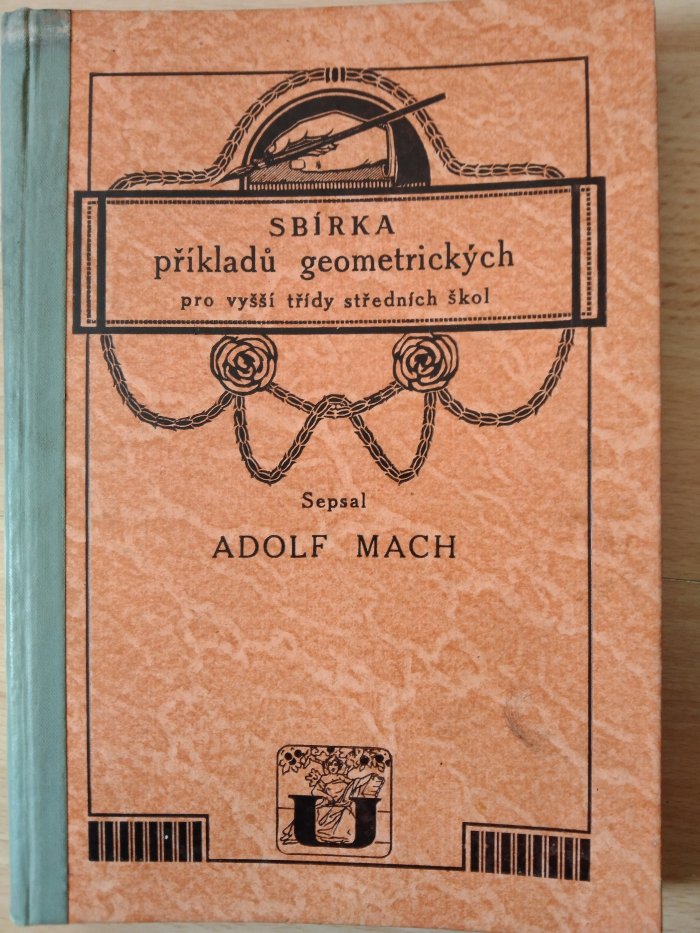 SBÍRKA
příkladů geometrických
pro vyšší třídy středních škol
Sepsal
ADOLF MACH
U